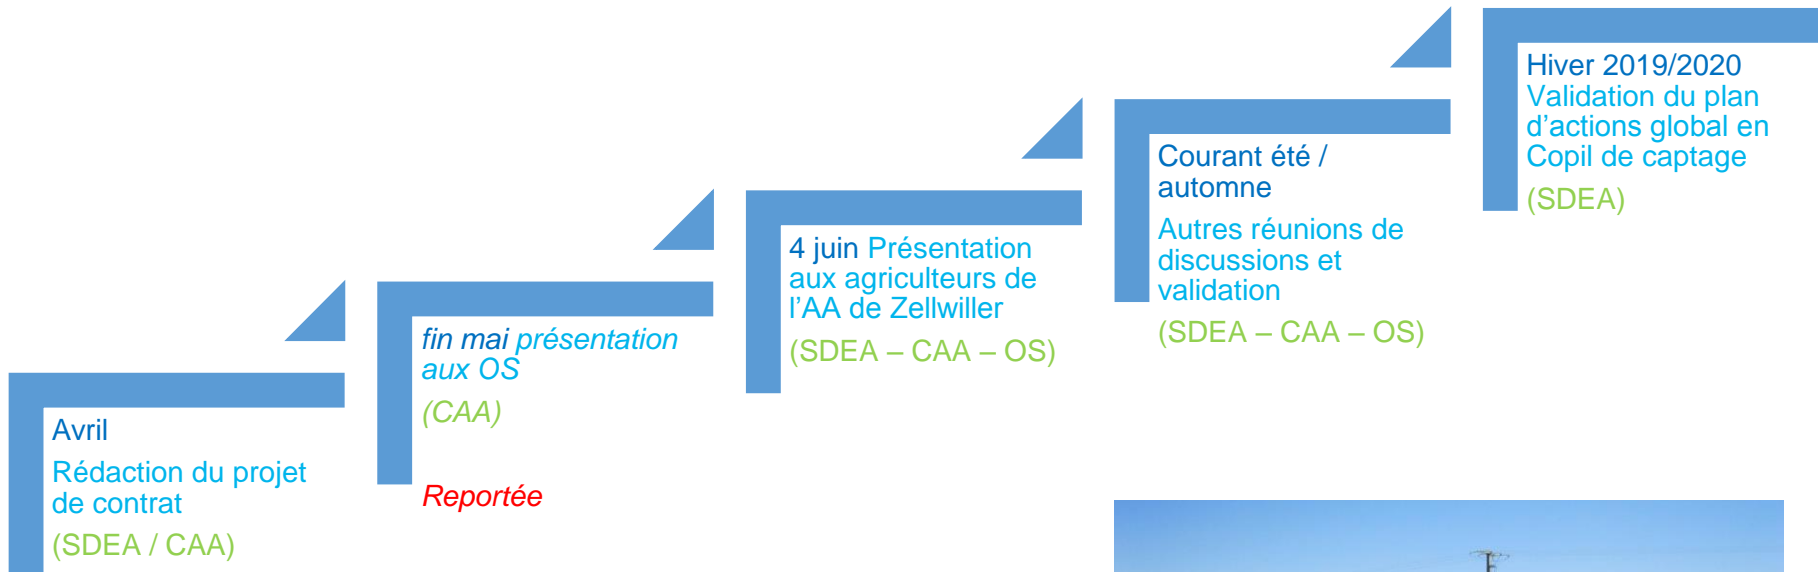 Avril
Rédaction du projet
de contrat
(SDEA / CAA)
fin mai présentation
aux OS
(CAA)
Reportée
4 juin Présentation
aux agriculteurs de
l’AA de Zellwiller
(SDEA – CAA – OS)
Courant été /
automne
Autres réunions de
discussions et
validation
(SDEA – CAA – OS)
Hiver 2019/2020
Validation du plan
d’actions global en
Copil de captage
(SDEA)